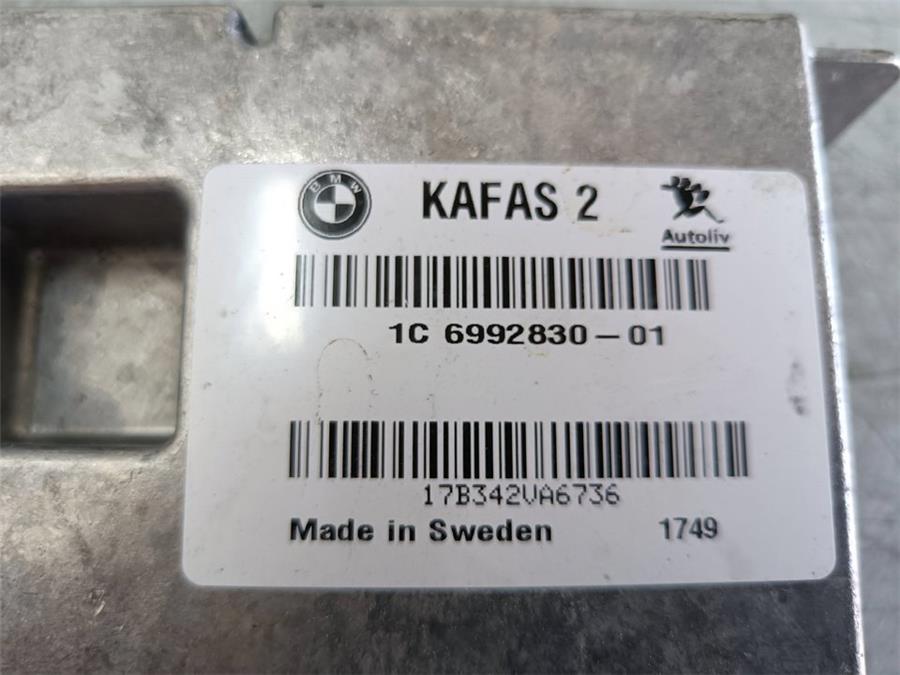 BMW
KAFAS 2
Autoliv
1C 6992830-01
17B342VA6736
Made in Sweden 1749